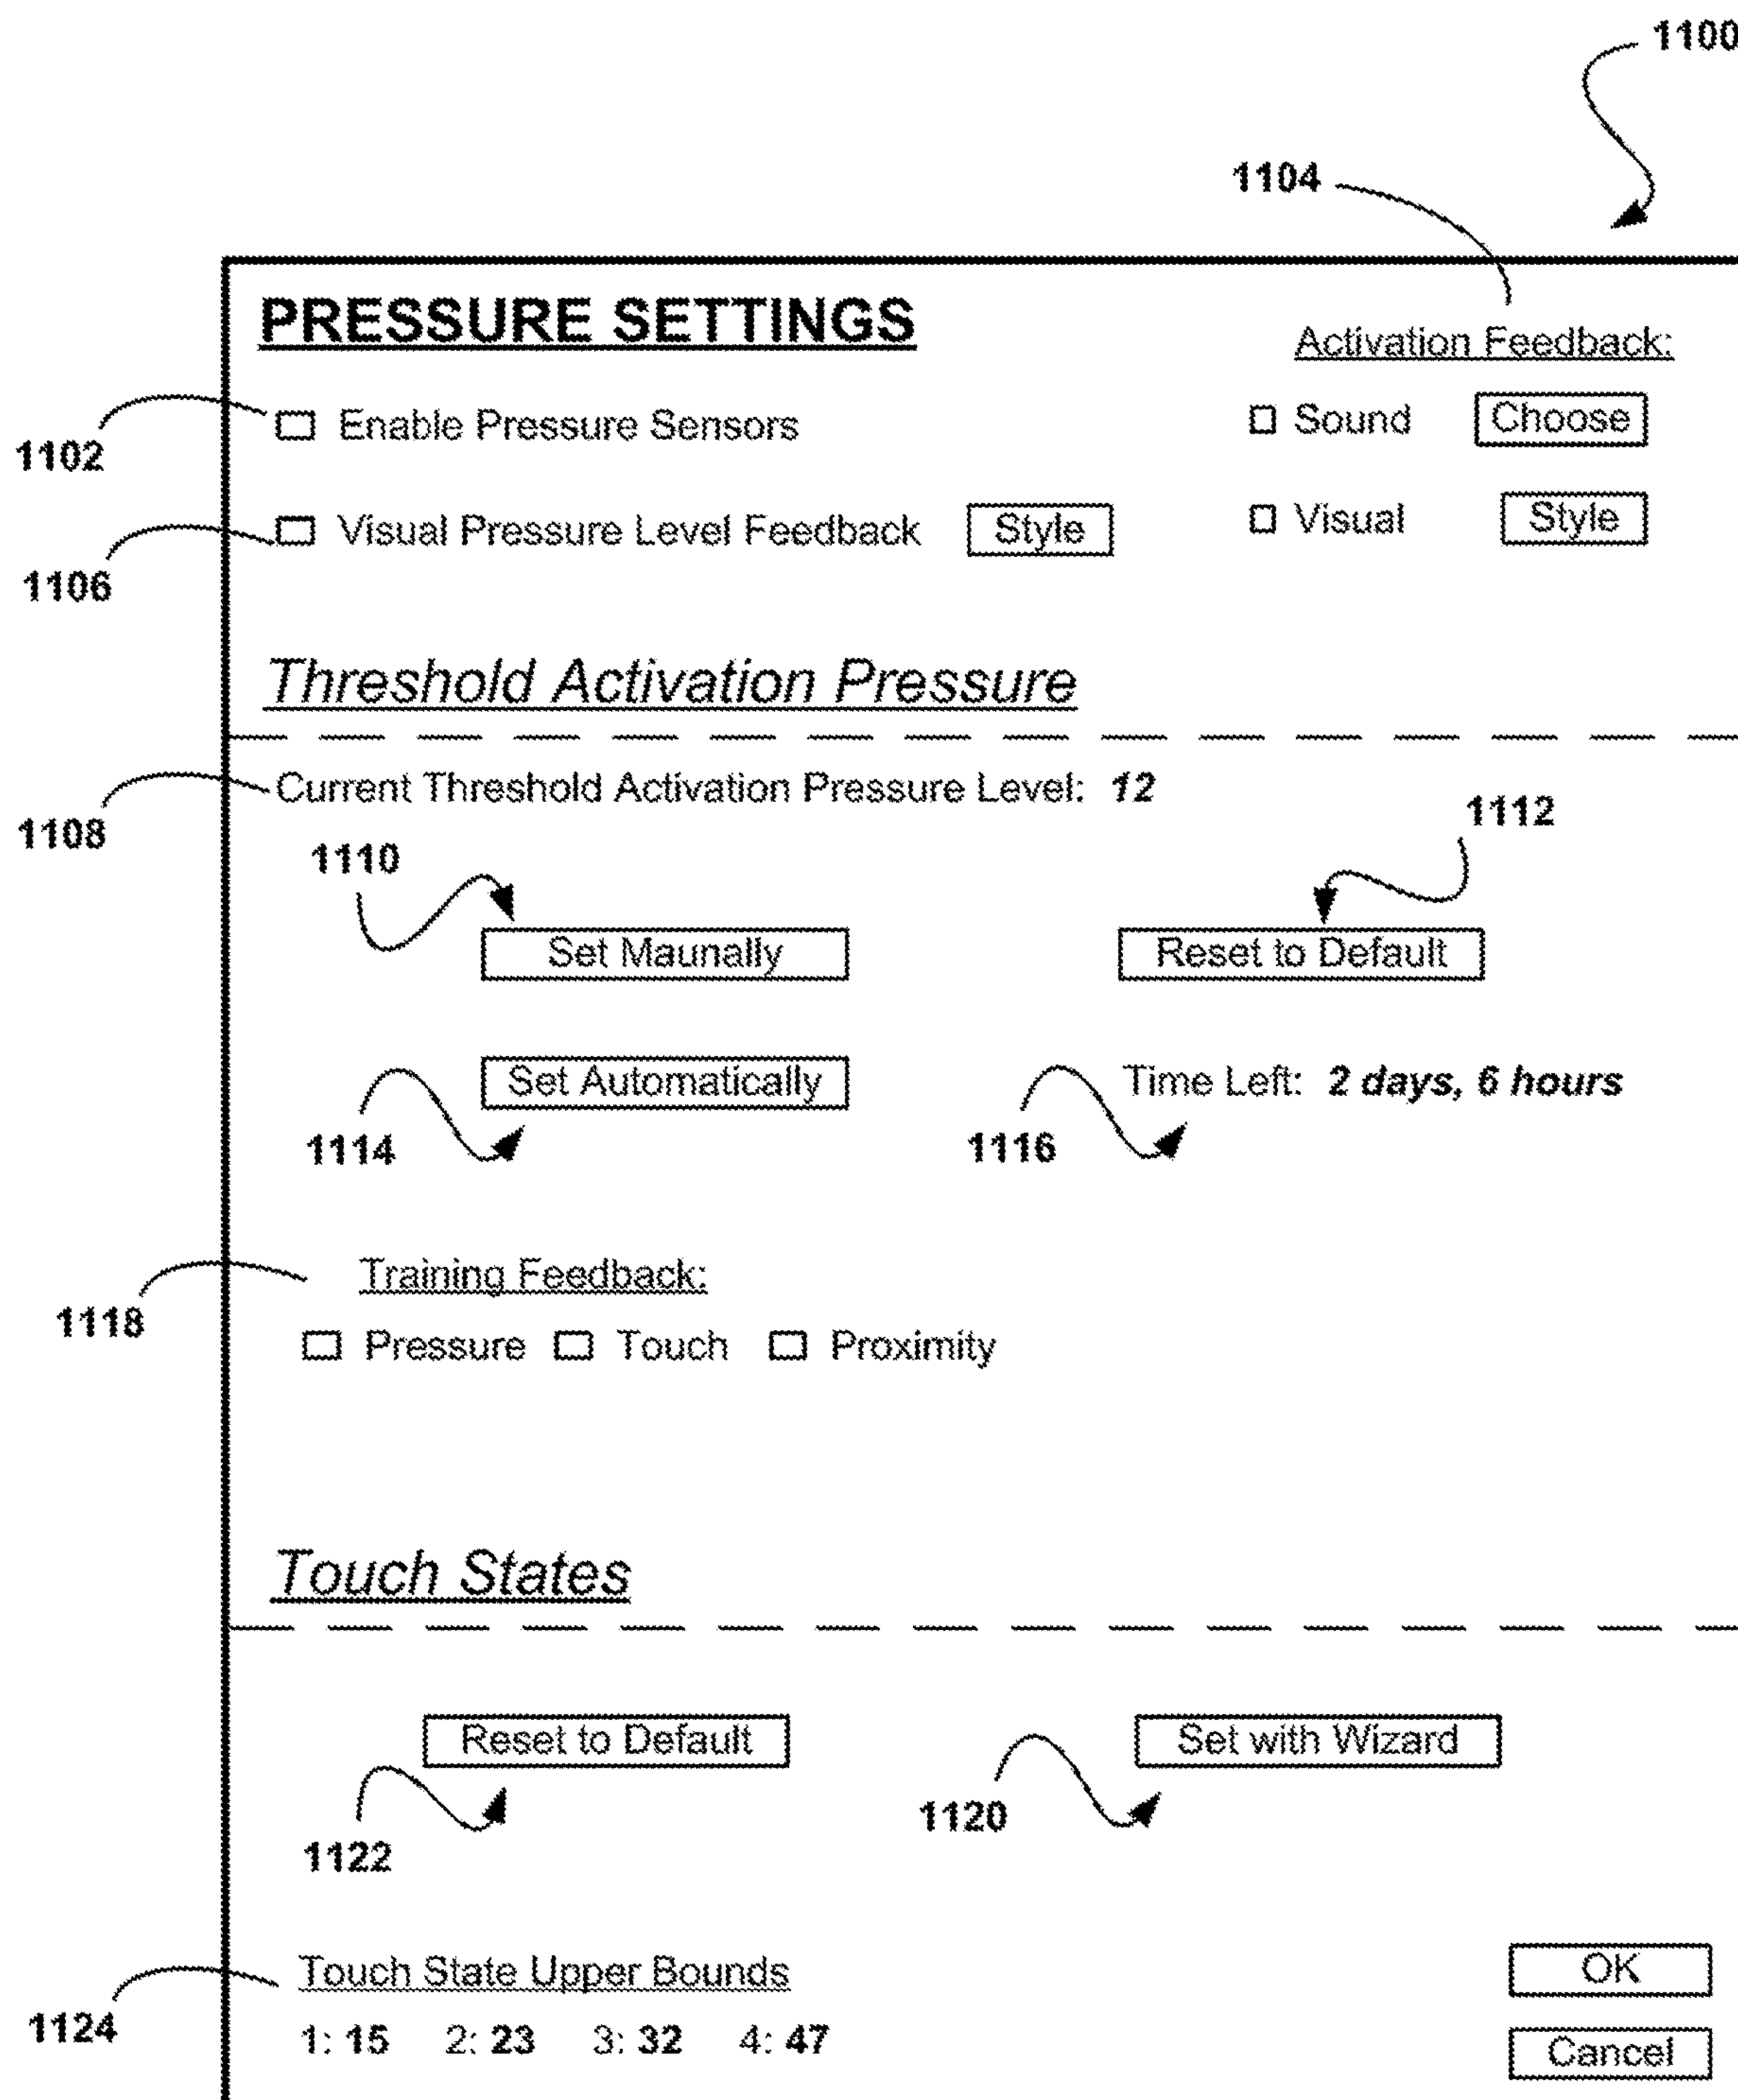 1100
1104
PRESSURE SETTINGS
Activation Feedback:
1102
Enable Pressure Sensors
Sound Choose
1106
Visual Pressure Level Feedback Style
Visual Style
Threshold Activation Pressure
1108
Current Threshold Activation Pressure Level: 12
1110
1112
Set Maunally
Reset to Default
Set Automatically
Time Left: 2 days, 6 hours
1114
1116
1118
Training Feedback:
Pressure Touch Proximity
Touch States
Reset to Default
Set with Wizard
1122
1120
1124
Touch State Upper Bounds
1: 15 2: 23 3: 32 4: 47
OK
Cancel